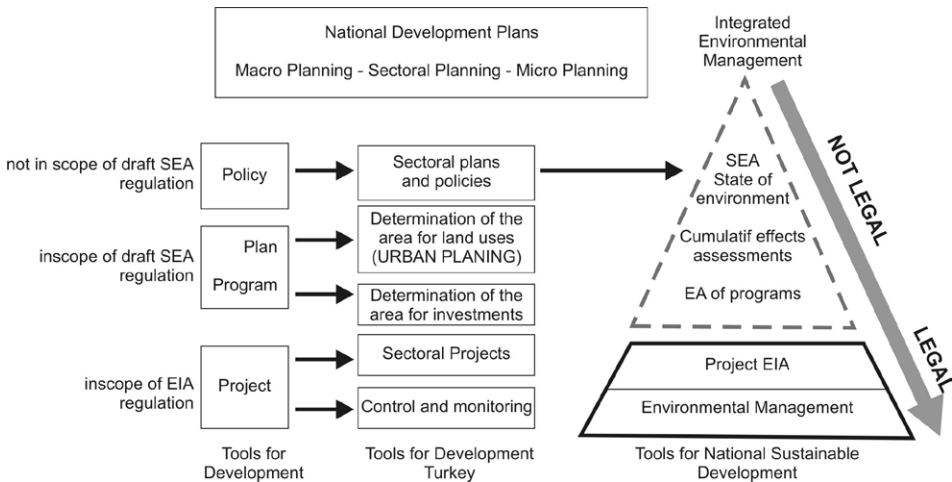 National Development Plans
Macro Planning - Sectoral Planning - Micro Planning
Integrated
Environmental
Management
not in scope of draft SEA
regulation
Policy
Sectoral plans
and policies
SEA
State of
environment
Cumulatif effects
assessments
EA of programs
NOT LEGAL
LEGAL
inscope of draft SEA
regulation
Plan
Program
Determination of the
area for land uses
(URBAN PLANING)
Determination of the
area for investments
inscope of EIA
regulation
Project
Sectoral Projects
Control and monitoring
Project EIA
Environmental Management
Tools for
Development
Tools for Development
Turkey
Tools for National Sustainable
Development